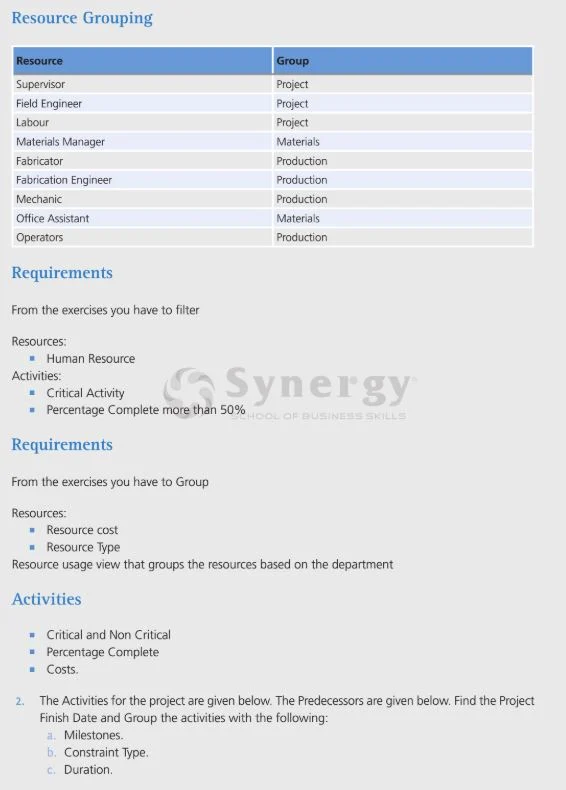 Resource Grouping
Resource Group
Supervisor Project
Field Engineer Project
Labour Project
Materials Manager Materials
Fabricator Production
Fabrication Engineer Production
Mechanic Production
Office Assistant Materials
Operators Production
Requirements
From the exercises you have to filter
Resources:
■ Human Resource
Activities:
■ Critical Activity
■ Percentage Complete more than 50%
Synergy
SCHOOL OF BUSINESS SKILLS
Requirements
From the exercises you have to Group
Resources:
■ Resource cost
■ Resource Type
Resource usage view that groups the resources based on the department
Activities
■ Critical and Non Critical
■ Percentage Complete
■ Costs.
2. The Activities for the project are given below. The Predecessors are given below. Find the Project
Finish Date and Group the activities with the following:
a. Milestones.
b. Constraint Type.
c. Duration.